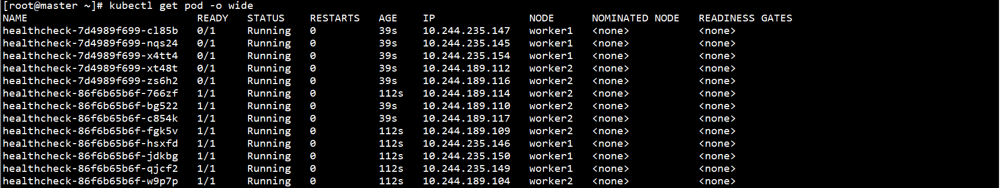 [root@master ~]# kubectl get pod -o wide
NAME READY STATUS RESTARTS AGE IP NODE NOMINATED NODE READINESS GATES
healthcheck-7d4989f699-cl85b 0/1 Running 0 39s 10.244.235.147 worker1 <none> <none>
healthcheck-7d4989f699-nqs24 0/1 Running 0 39s 10.244.235.145 worker1 <none> <none>
healthcheck-7d4989f699-x4tt4 0/1 Running 0 39s 10.244.235.154 worker1 <none> <none>
healthcheck-7d4989f699-xt48t 0/1 Running 0 39s 10.244.189.112 worker2 <none> <none>
healthcheck-7d4989f699-zs6h2 0/1 Running 0 39s 10.244.189.116 worker2 <none> <none>
healthcheck-86f6b65b6f-766zf 1/1 Running 0 112s 10.244.189.114 worker2 <none> <none>
healthcheck-86f6b65b6f-bg522 1/1 Running 0 112s 10.244.189.110 worker2 <none> <none>
healthcheck-86f6b65b6f-c854k 1/1 Running 0 39s 10.244.189.117 worker2 <none> <none>
healthcheck-86f6b65b6f-fgk5v 1/1 Running 0 112s 10.244.189.109 worker2 <none> <none>
healthcheck-86f6b65b6f-hsxfd 1/1 Running 0 112s 10.244.235.146 worker1 <none> <none>
healthcheck-86f6b65b6f-jdkbg 1/1 Running 0 112s 10.244.235.150 worker1 <none> <none>
healthcheck-86f6b65b6f-qjcf2 1/1 Running 0 112s 10.244.235.149 worker1 <none> <none>
healthcheck-86f6b65b6f-w9p7p 1/1 Running 0 112s 10.244.189.104 worker2 <none> <none>